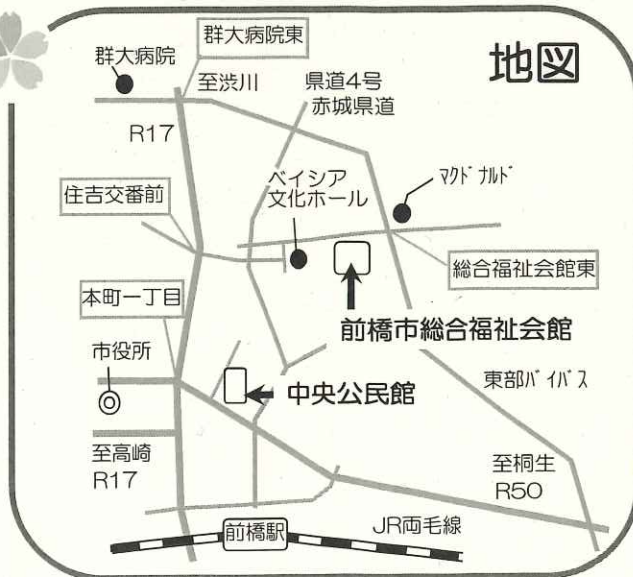 地図
群大病院東
群大病院
至渋川
県道4号
赤城県道
R17
ベイシア
文化ホール
マクドナルド
住吉交番前
総合福祉会館東
本町一丁目
前橋市総合福祉会館
市役所
中央公民館
東部バイパス
至高崎
R17
至桐生
R50
前橋駅
JR両毛線